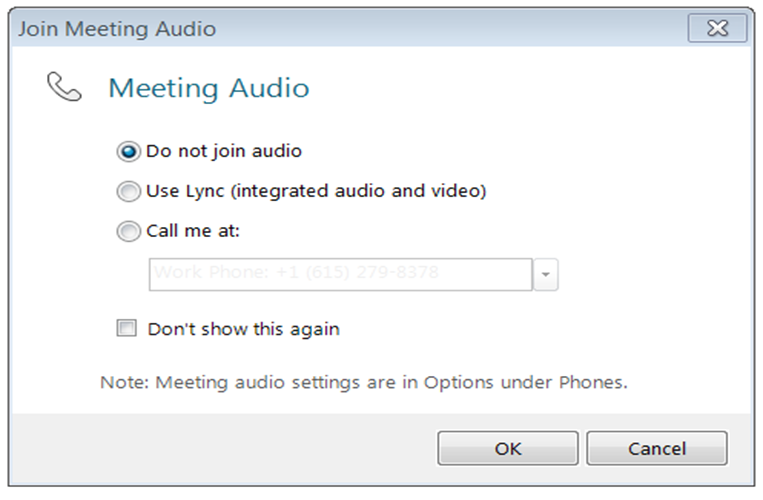 Join Meeting Audio
Meeting Audio
Do not join audio
Use Lync (integrated audio and video)
Call me at:
Work Phone: +1 (615) 279-8378
Don't show this again
Note: Meeting audio settings are in Options under Phones.
OK Cancel